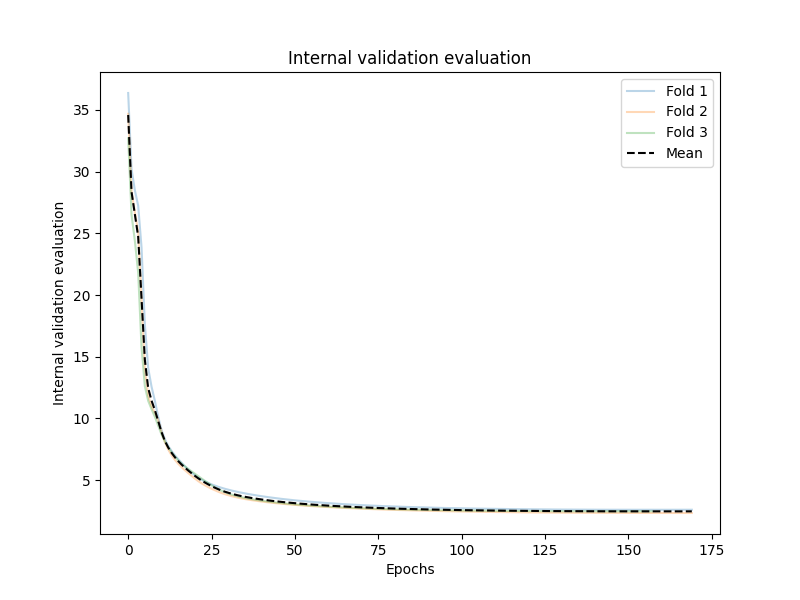 Internal validation evaluation
Fold 1
Fold 2
Fold 3
Mean
Internal validation evaluation
35
30
25
20
15
10
5
0 25 50 75 100 125 150 175
Epochs